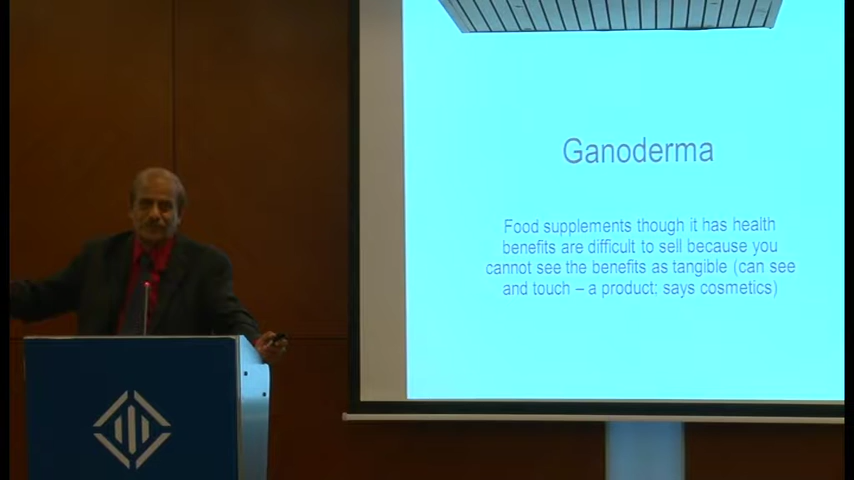 Ganoderma
Food supplements though it has health
benefits are difficult to sell because you
cannot see the benefits as tangible (can see
and touch – a product; says cosmetics)